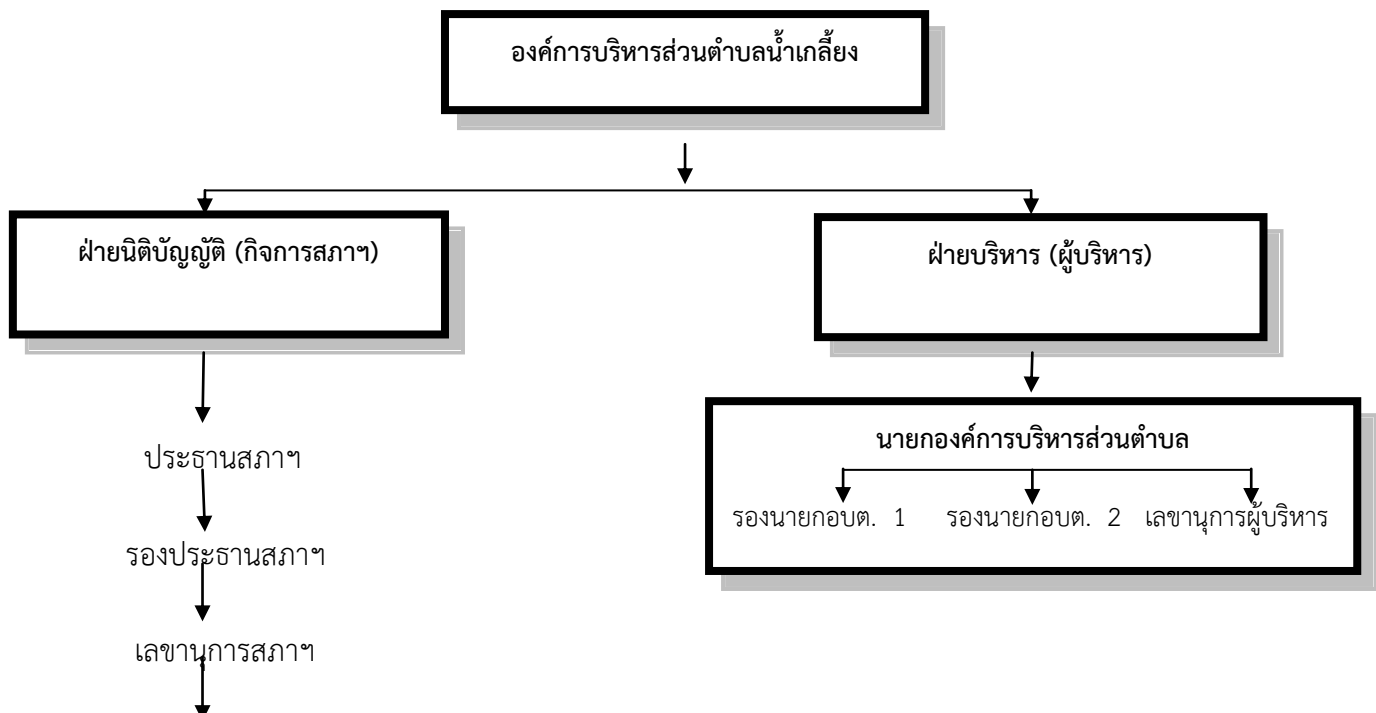 องค์การบริหารส่วนตำบลน้ำเกลี้ยง
ฝ่ายนิติบัญญัติ (กิจการสภาฯ)
ฝ่ายบริหาร (ผู้บริหาร)
นายกองค์การบริหารส่วนตำบล
รองนายกอบต. 1 รองนายกอบต. 2 เลขานุการผู้บริหาร
ประธานสภาฯ
รองประธานสภาฯ
เลขานุการสภาฯ